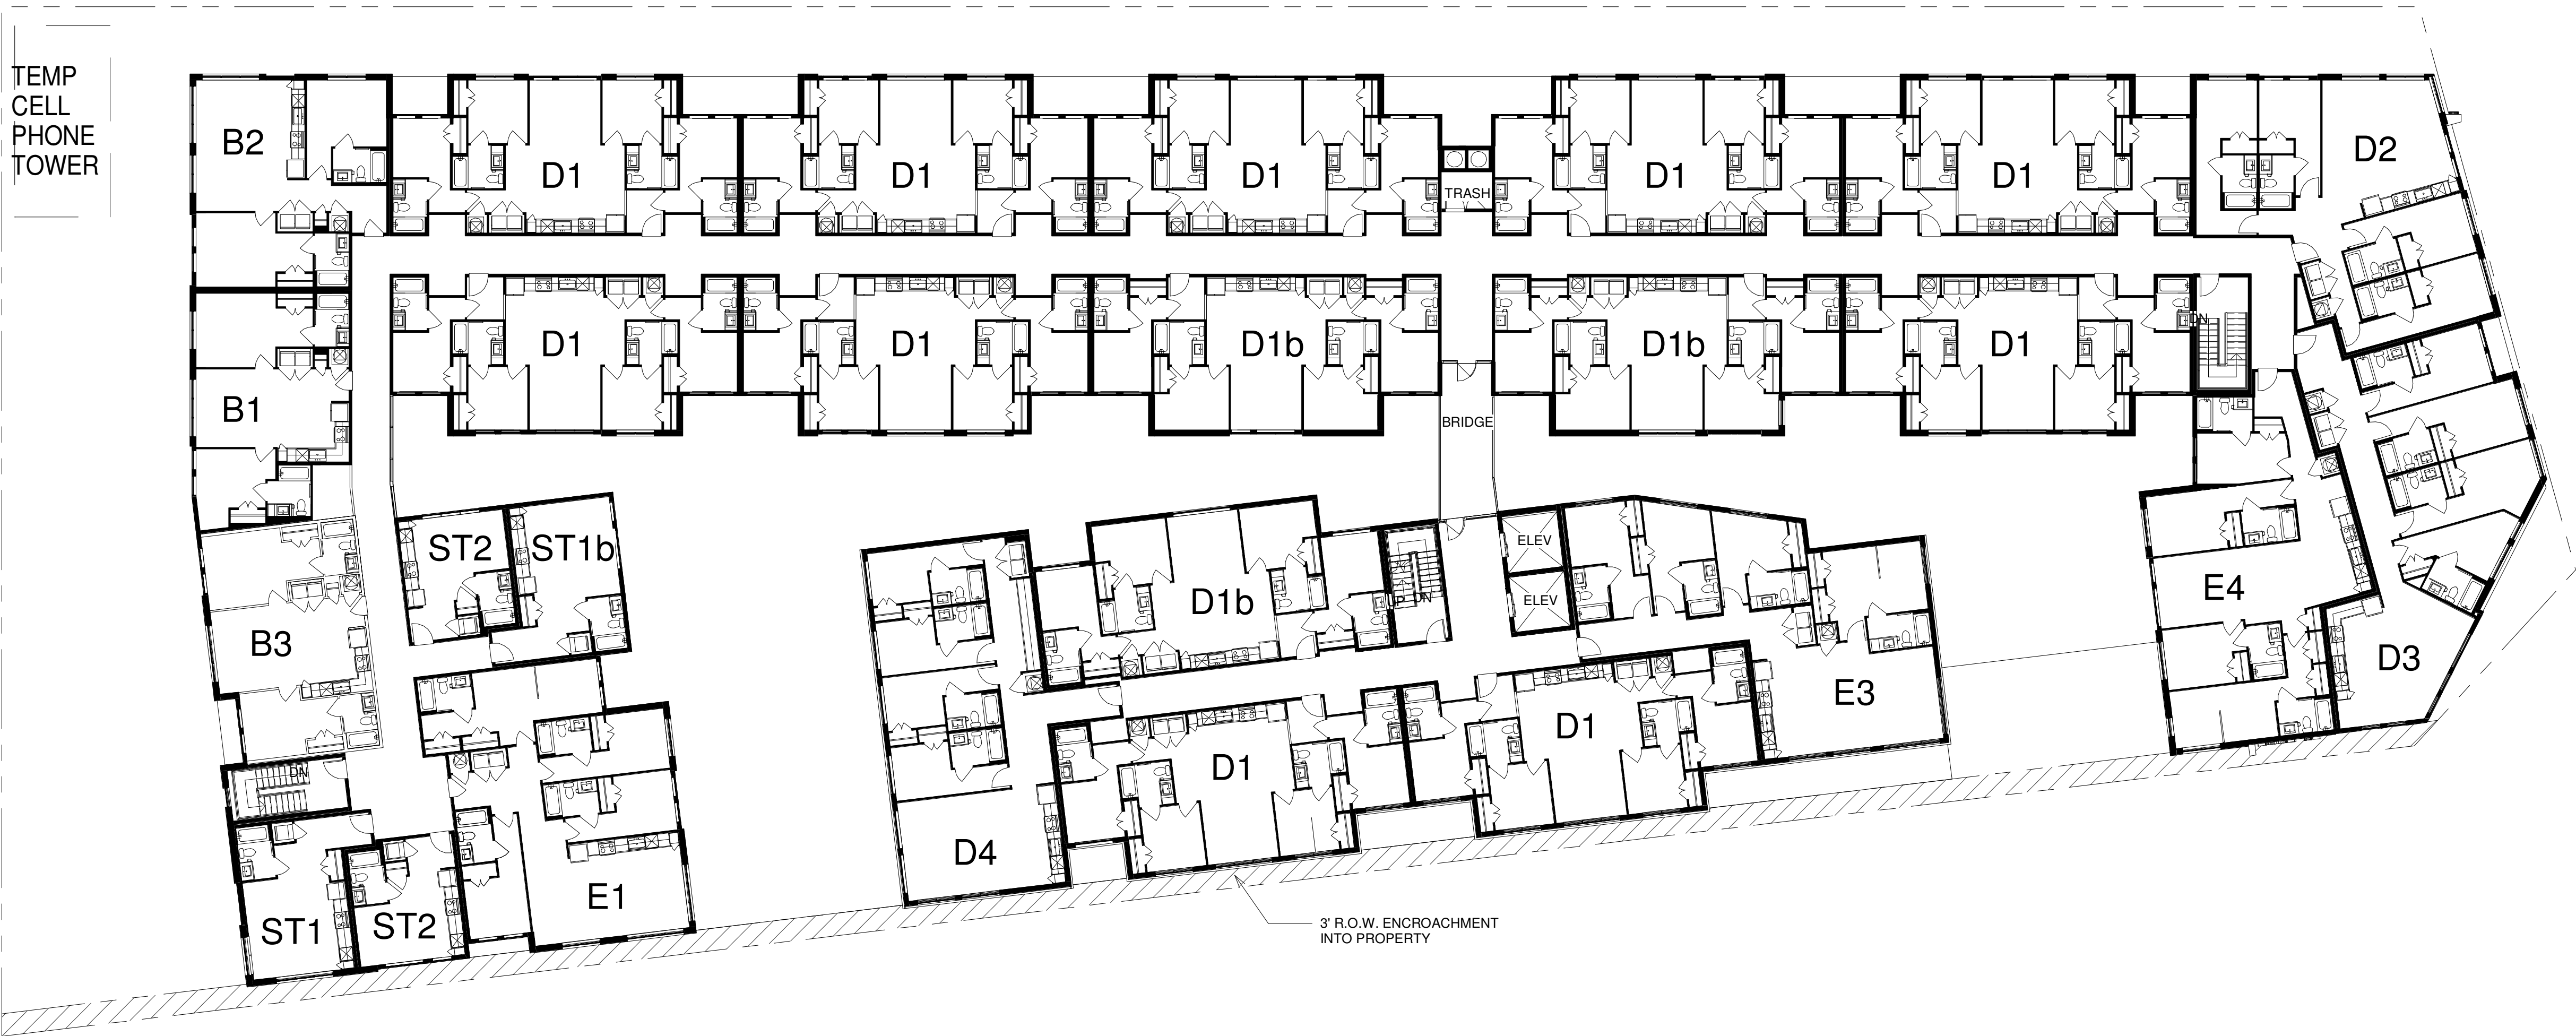 TEMP
CELL
PHONE
TOWER
B2
D1
D1
D1
TRASH
D1
D1
D2
D1
D1
D1b
D1b
D1
DN
B1
BRIDGE
ST2
ST1b
ELEV
ELEV
D1b
UP
DN
E4
B3
E3
D3
D1
D1
DN
D4
E1
ST1
ST2
3' R.O.W. ENCROACHMENT
INTO PROPERTY